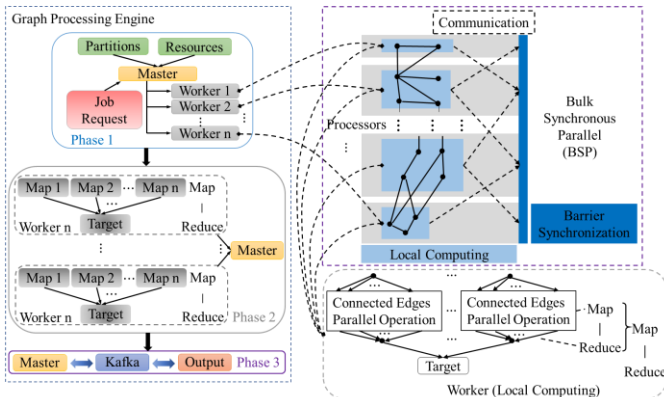 Graph Processing Engine
Partitions
Resources
Master
Job
Request
Worker 1
Worker 2
...
Worker n
Phase 1
Map 1
Map 2
...
Map n
Map
|
Reduce
...
Target
Worker n
...
Master
Map 1
Map 2
...
Map n
Map
|
Reduce
...
Target
Worker n
Phase 2
Master
Kafka
Output
Phase 3
Communication
Processors
...
...
Bulk
Synchronous
Parallel
(BSP)
Barrier
Synchronization
Local Computing
...
...
...
Connected Edges
Parallel Operation
Connected Edges
Parallel Operation
...
...
...
Map
|
Reduce
Map
|
Reduce
Target
Worker (Local Computing)